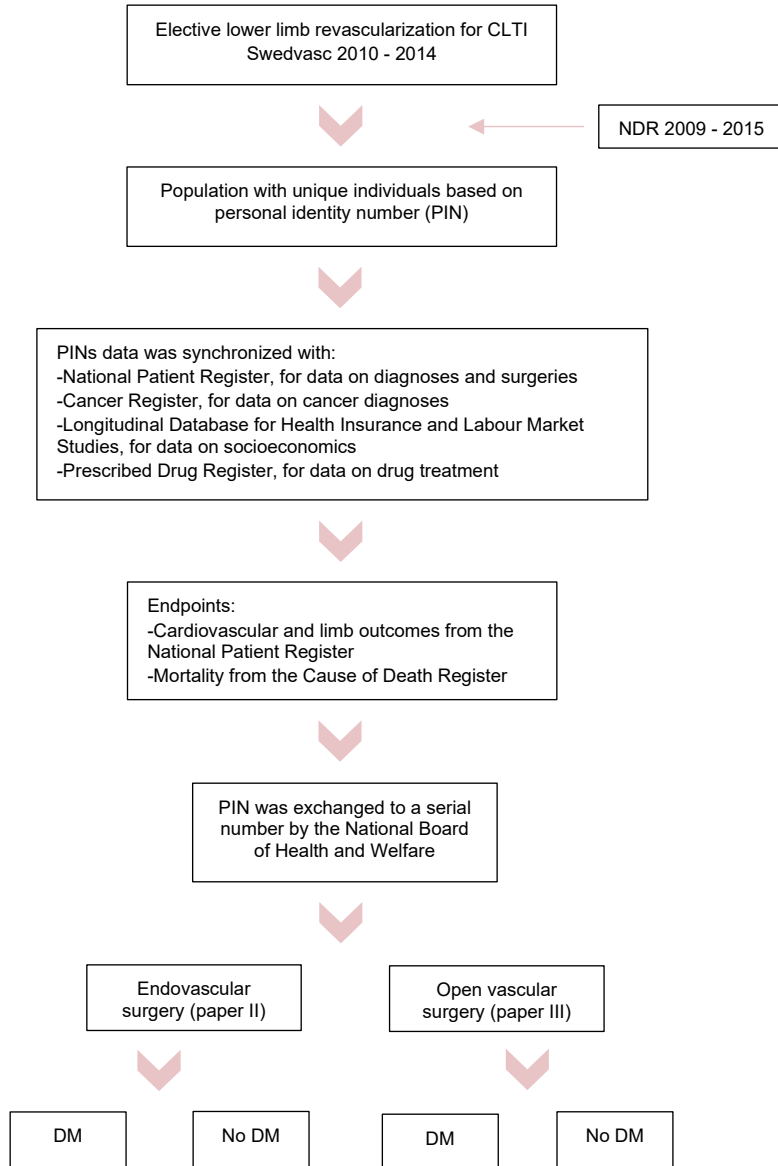 Elective lower limb revascularization for CLTI
Swedvasc 2010 - 2014
NDR 2009 - 2015
Population with unique individuals based on
personal identity number (PIN)
PINs data was synchronized with:
-National Patient Register, for data on diagnoses and surgeries
-Cancer Register, for data on cancer diagnoses
-Longitudinal Database for Health Insurance and Labour Market
Studies, for data on socioeconomics
-Prescribed Drug Register, for data on drug treatment
Endpoints:
-Cardiovascular and limb outcomes from the
National Patient Register
-Mortality from the Cause of Death Register
PIN was exchanged to a serial
number by the National Board
of Health and Welfare
Endovascular
surgery (paper II)
Open vascular
surgery (paper III)
DM
No DM
DM
No DM